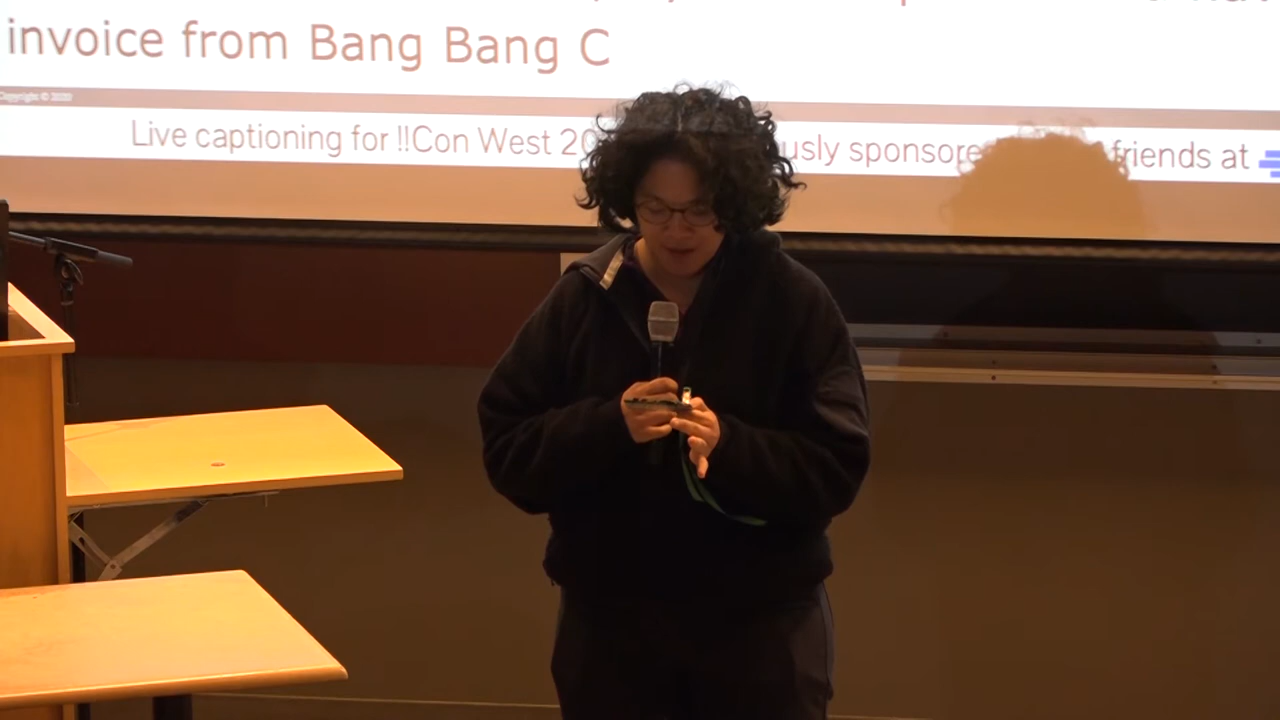 invoice from Bang Bang C
Copyright © 2020
Live captioning for !!Con West 20 usly sponsore friends at